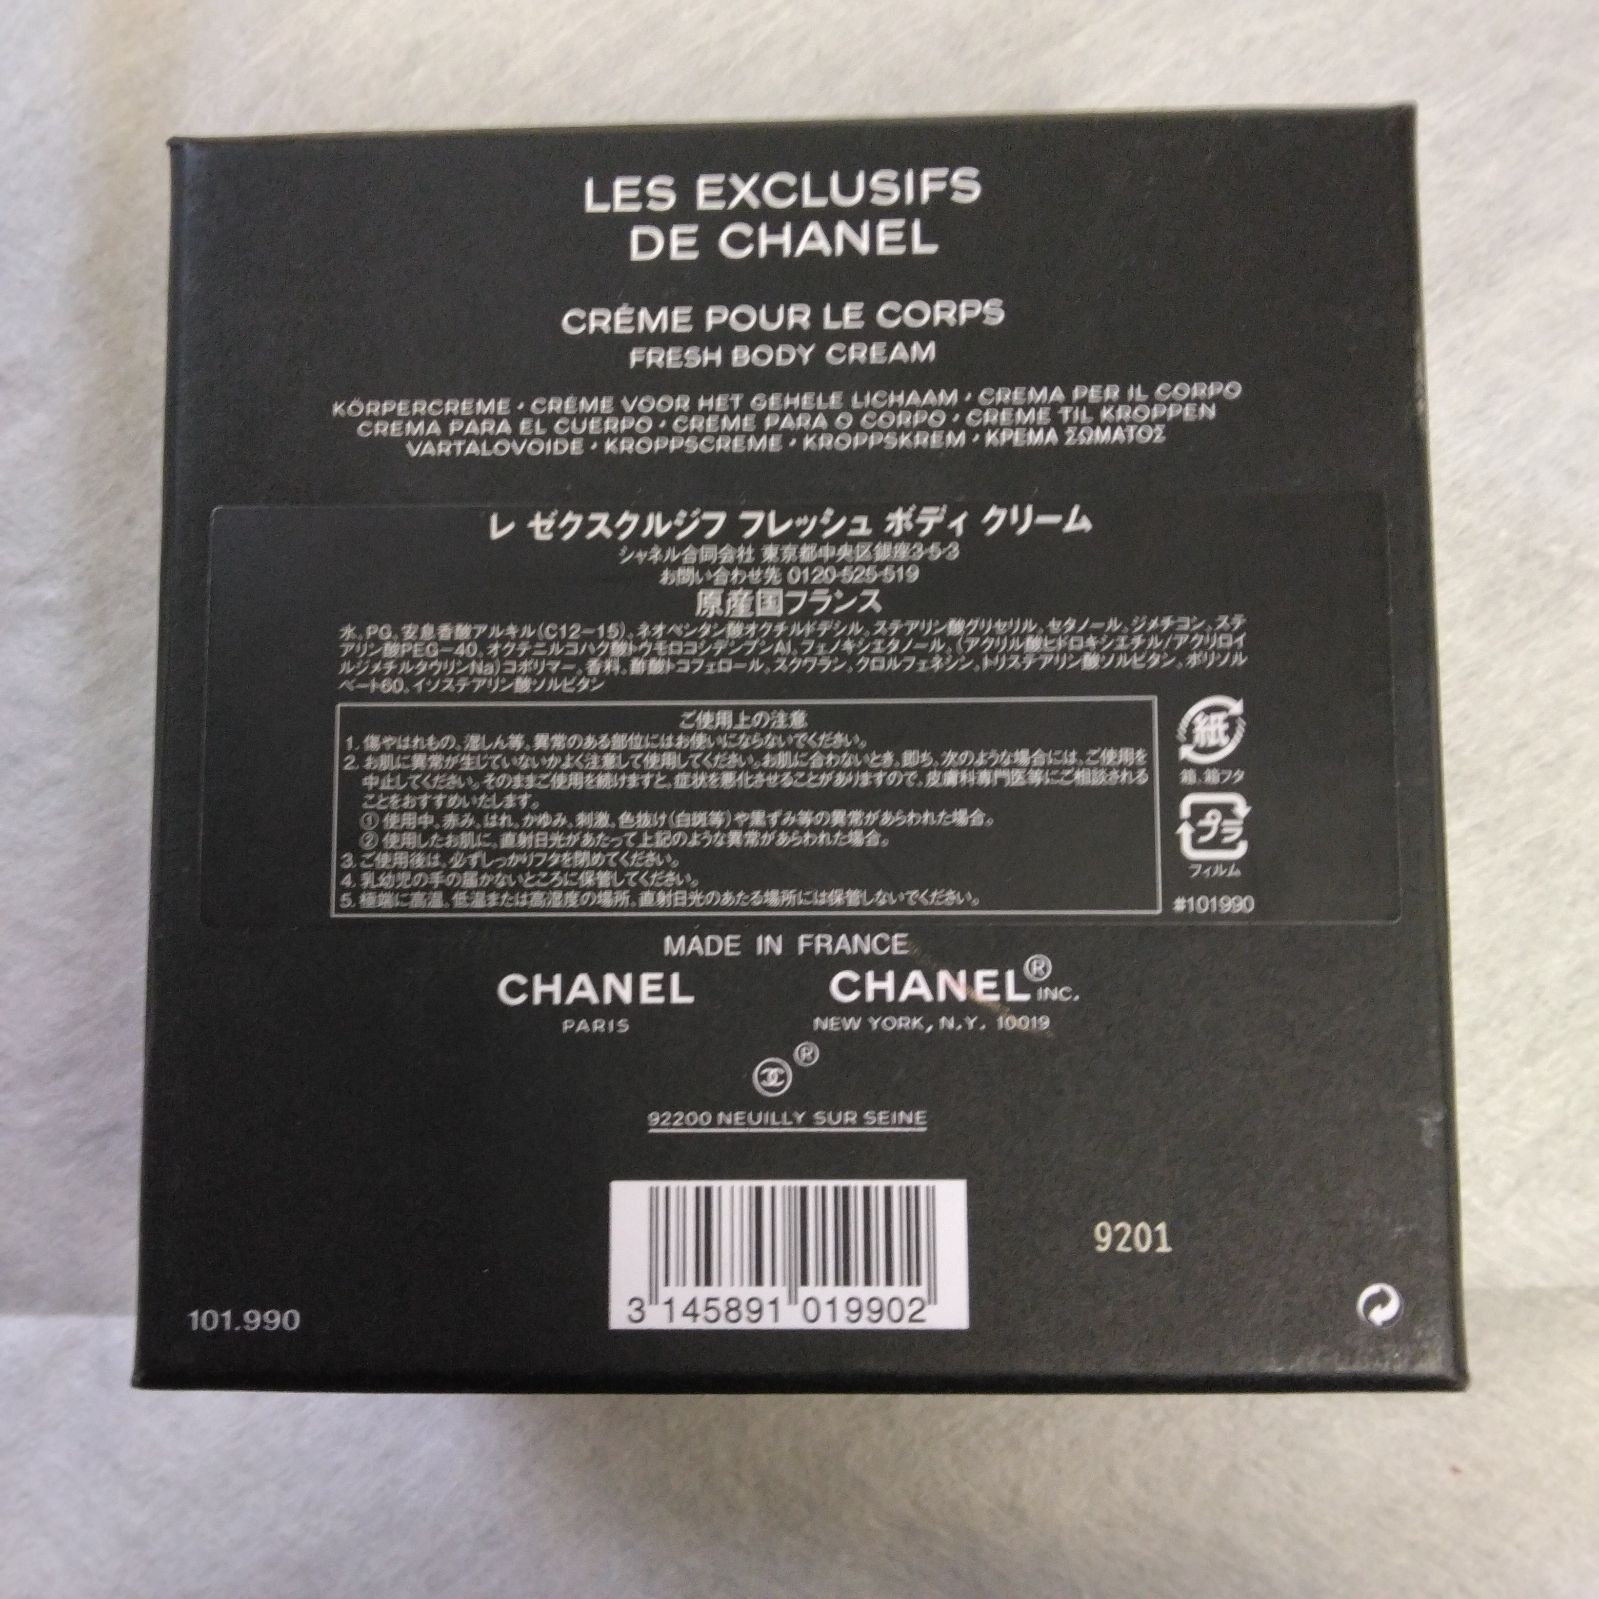 LES EXCLUSIFS
DE CHANEL
CRÈME POUR LE CORPS
FRESH BODY CREAM
KÖRPERCREME • CRÈME VOOR HET GEHELE LICHAAM • CREMA PER IL CORPO
CREMA PARA EL CUERPO • CREME PARA O CORPO • CREME TIL KROPPEN
VARTALOVOIDE • KROPPSCREME • KROPPSKREM • ΚΡΕΜΑ ΣΩΜΑΤΟΣ
レ ゼクスクルジフ フレッシュ ボディ クリーム
シャネル合同会社 東京都中央区銀座3-5-3
お問い合わせ先 0120-525-519
原産国フランス
水、PG、安息香酸アルキル(C12-15)、ネオペンタン酸オクチルドデシル、ステアリン酸グリセリル、セタノール、ジメチコン、ステ
アリン酸PEG-40、オクテニルコハク酸トウモロコシデンプンAl、フェノキシエタノール、(アクリル酸ヒドロキシエチル/アクリロイ
ルジメチルタウリンNa)コポリマー、香料、酢酸トコフェロール、スクワラン、クロルフェネシン、トリステアリン酸ソルビタン、ポリソル
ベート60、イソステアリン酸ソルビタン
ご使用上の注意
1. 傷やはれもの、湿しん等、異常のある部位にはお使いにならないでください。
2. お肌に異常が生じていないかよく注意して使用してください。お肌に合わないとき、即ち、次のような場合には、ご使用を
中止してください。そのままご使用を続けますと、症状を悪化させることがありますので、皮膚科専門医等にご相談される
ことをおすすめいたします。
① 使用中、赤み、はれ、かゆみ、刺激、色抜け(白斑等)や黒ずみ等の異常があらわれた場合。
② 使用したお肌に、直射日光があたって上記のような異常があらわれた場合。
3. ご使用後は、必ずしっかりフタを閉めてください。
4. 乳幼児の手の届かないところに保管してください。
5. 極端に高温、低温または高湿度の場所、直射日光のあたる場所には保管しないでください。
紙
箱、箱フタ
プラ
フィルム
#101990
MADE IN FRANCE
CHANEL
PARIS
CHANEL® INC.
NEW YORK, N.Y. 10019
®
92200 NEUILLY SUR SEINE
9201
3 145891 019902
101.990